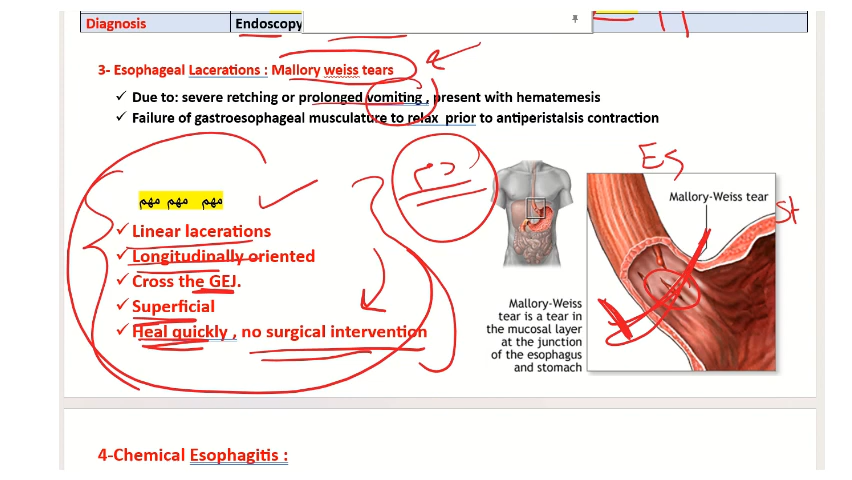 Diagnosis Endoscopy
3- Esophageal Lacerations : Mallory weiss tears
✓ Due to: severe retching or prolonged vomiting , present with hematemesis
✓ Failure of gastroesophageal musculature to relax prior to antiperistalsis contraction
مهم مهم مهم
✓ Linear lacerations
✓ Longitudinally oriented
✓ Cross the GEJ.
✓ Superficial
✓ Heal quickly , no surgical intervention
دم
Es
St
Mallory-Weiss tear
Mallory-Weiss
tear is a tear in
the mucosal layer
at the junction
of the esophagus
and stomach
4-Chemical Esophagitis :